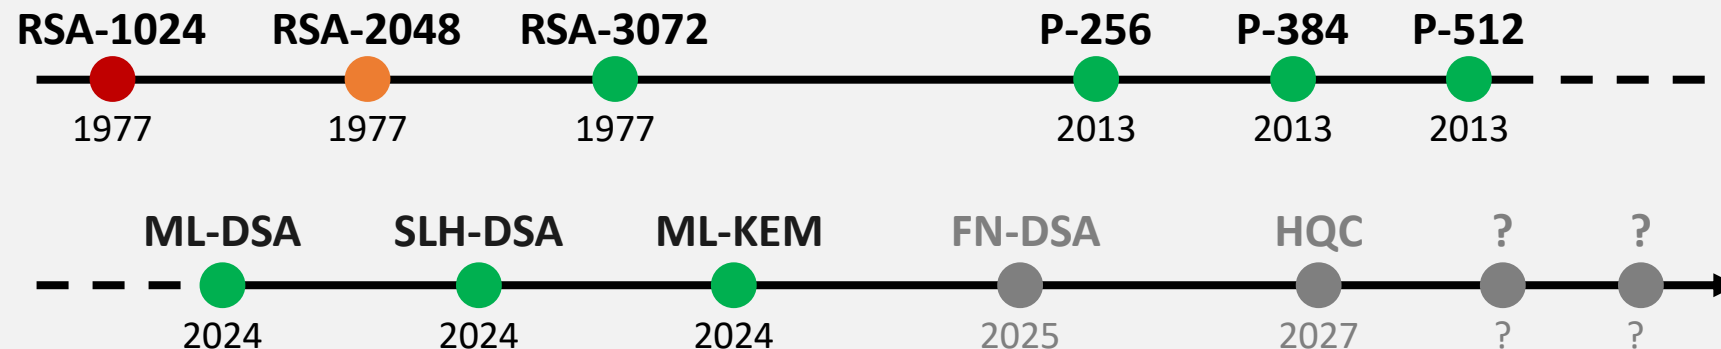 RSA-1024 RSA-2048 RSA-3072 P-256 P-384 P-512
1977 1977 1977 2013 2013 2013
ML-DSA SLH-DSA ML-KEM FN-DSA HQC ? ?
2024 2024 2024 2025 2027 ? ?